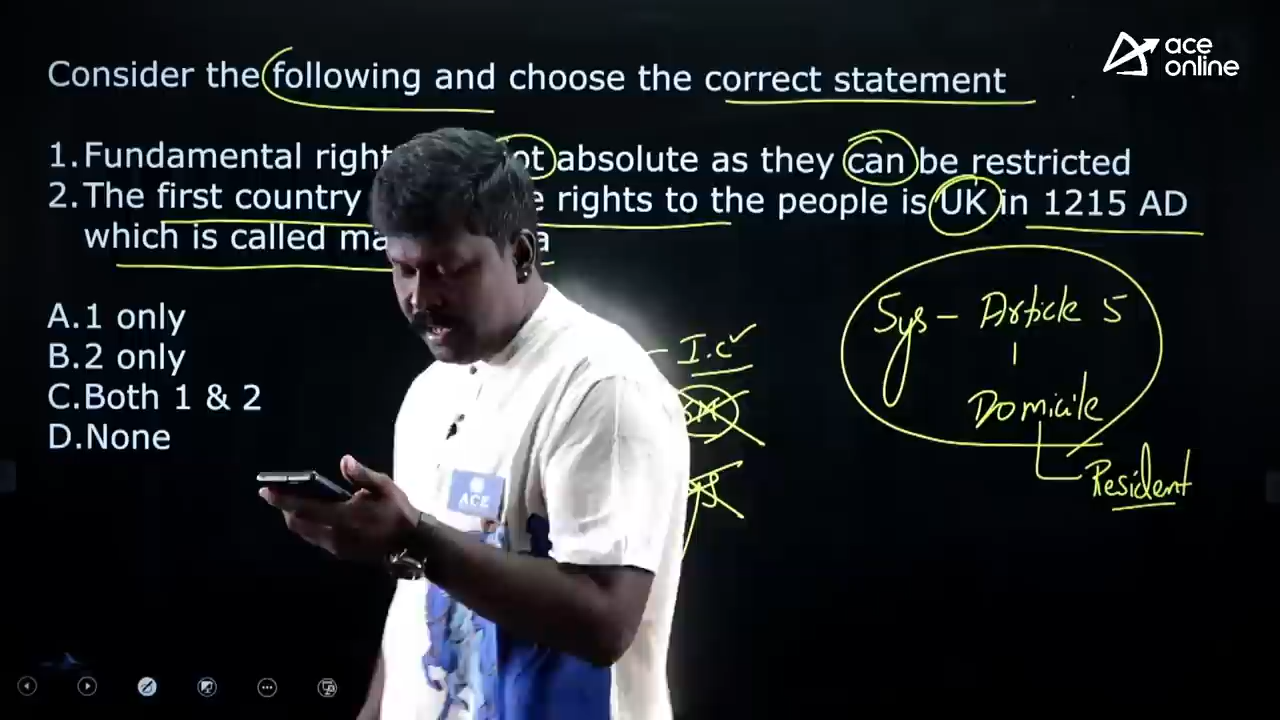 ace
online
Consider the following and choose the correct statement
1.Fundamental right ot absolute as they can be restricted
2.The first country e rights to the people is UK in 1215 AD
which is called ma a
A.1 only
B.2 only
C.Both 1 & 2
D.None
I.C
Sys - Article 5
Domicile
Resident
ACE